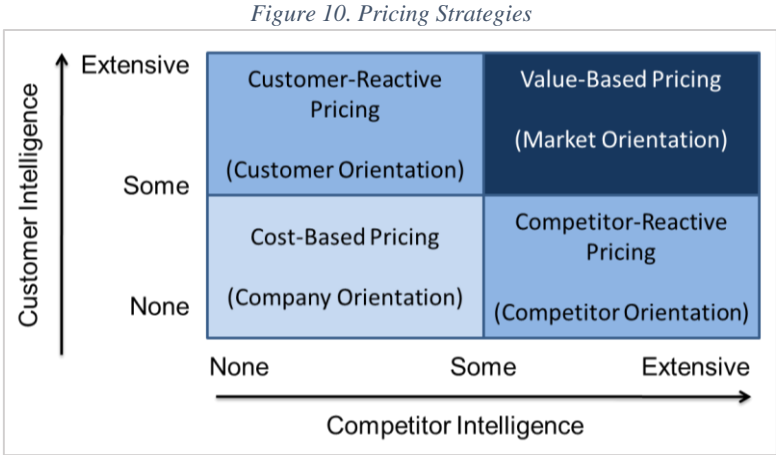 Figure 10. Pricing Strategies
Extensive
Some
None
Customer Intelligence
Customer-Reactive
Pricing
(Customer Orientation)
Value-Based Pricing
(Market Orientation)
Cost-Based Pricing
(Company Orientation)
Competitor-Reactive
Pricing
(Competitor Orientation)
None
Some
Extensive
Competitor Intelligence